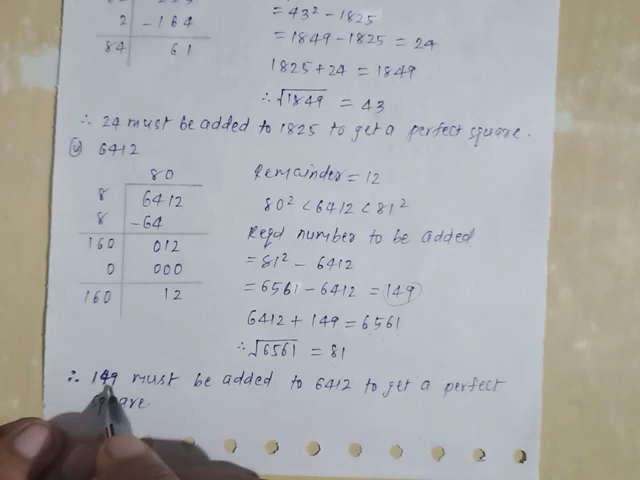 2 -164
84 61
= 43² - 1825
= 1849 - 1825 = 24
1825 + 24 = 1849
∴ √1849 = 43
∴ 24 must be added to 1825 to get a perfect square.
(v) 6412
80
8 6412
8 -64
160 012
0 000
160 12
Remainder = 12
80² < 6412 < 81²
Reqd number to be added
= 81² - 6412
= 6561 - 6412 = 149
6412 + 149 = 6561
∴ √6561 = 81
∴ 149 must be added to 6412 to get a perfect
square.